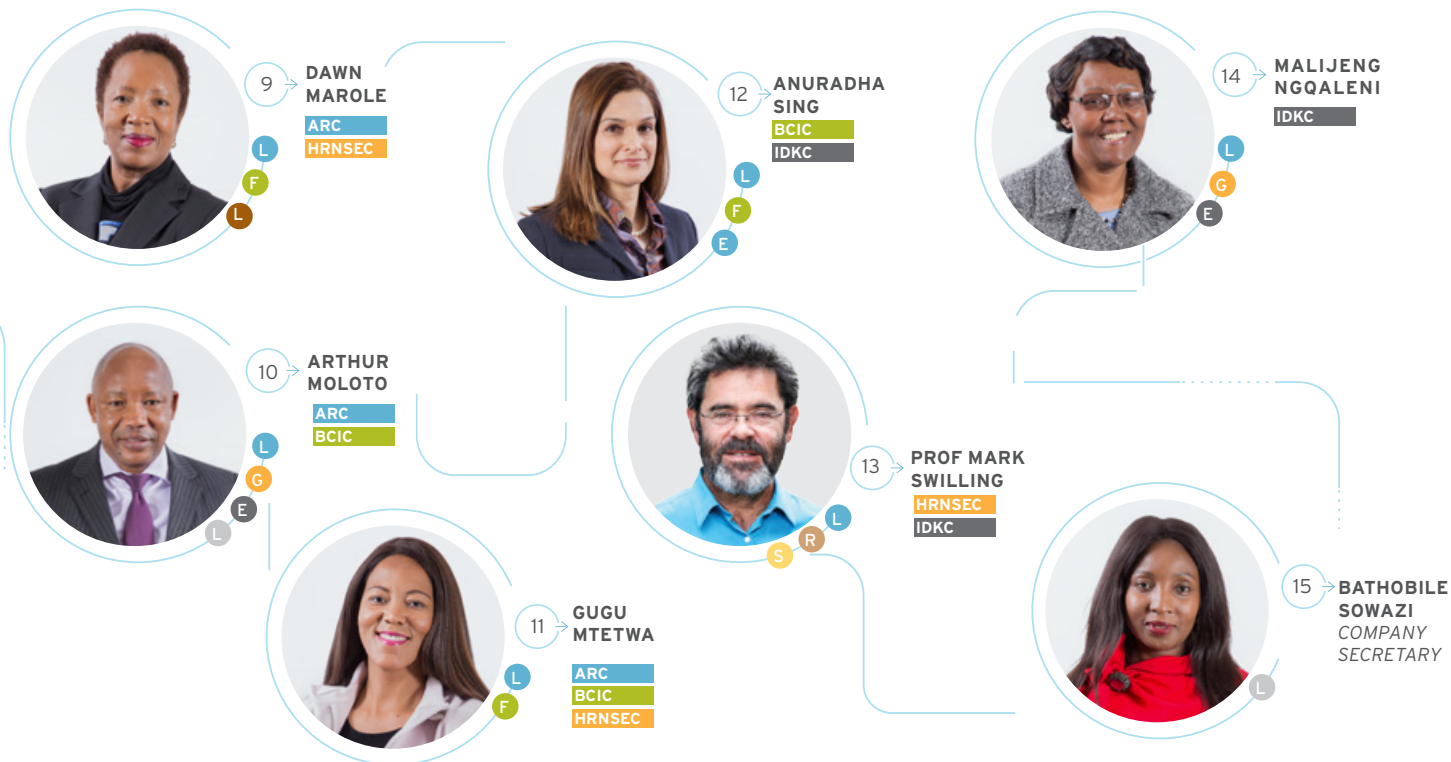 9
DAWN
MAROLE
ARC
HRNSEC
L
F
L
12
ANURADHA
SING
BCIC
IDKC
L
F
E
14
MALIJENG
NGQALENI
IDKC
L
G
E
10
ARTHUR
MOLOTO
ARC
BCIC
L
G
E
L
13
PROF MARK
SWILLING
HRNSEC
IDKC
L
R
S
11
GUGU
MTETWA
ARC
BCIC
HRNSEC
L
F
15
BATHOBILE
SOWAZI
COMPANY
SECRETARY
L